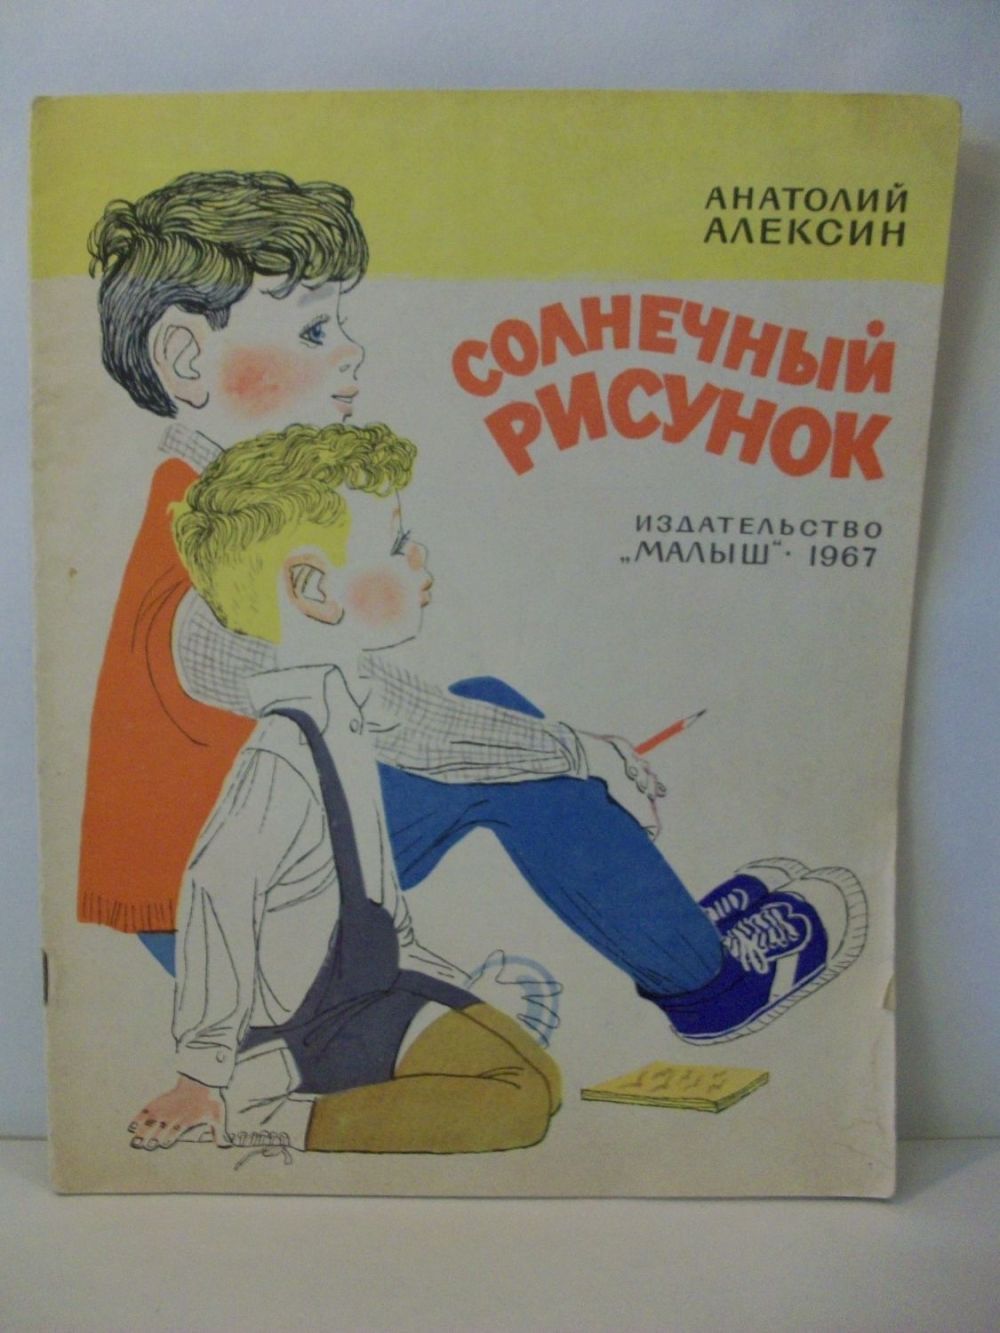 АНАТОЛИЙ
АЛЕКСИН
СОЛНЕЧНЫЙ
РИСУНОК
ИЗДАТЕЛЬСТВО
„МАЛЫШ“ · 1967